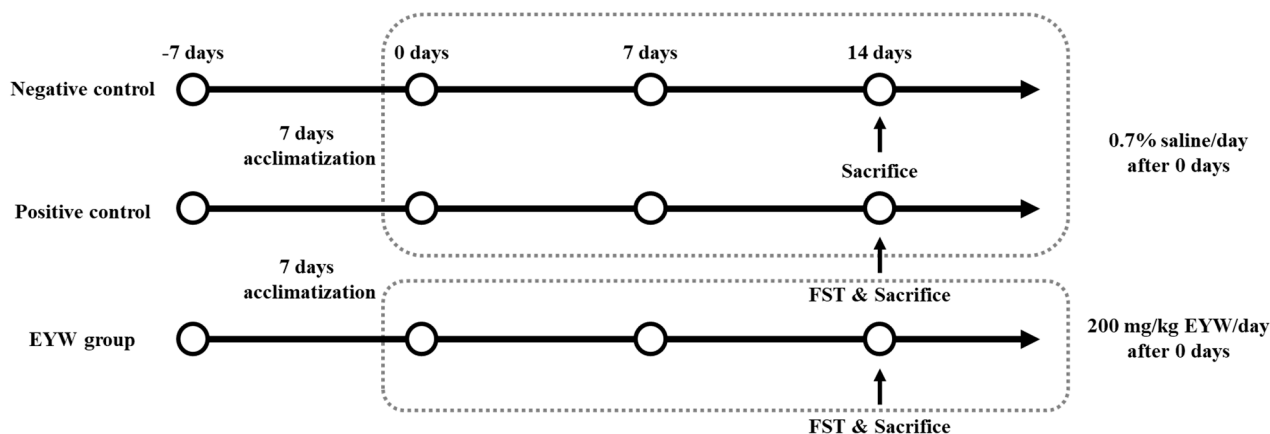 -7 days
0 days
7 days
14 days
Negative control
7 days
acclimatization
Sacrifice
0.7% saline/day
after 0 days
Positive control
7 days
acclimatization
FST & Sacrifice
EYW group
200 mg/kg EYW/day
after 0 days
FST & Sacrifice